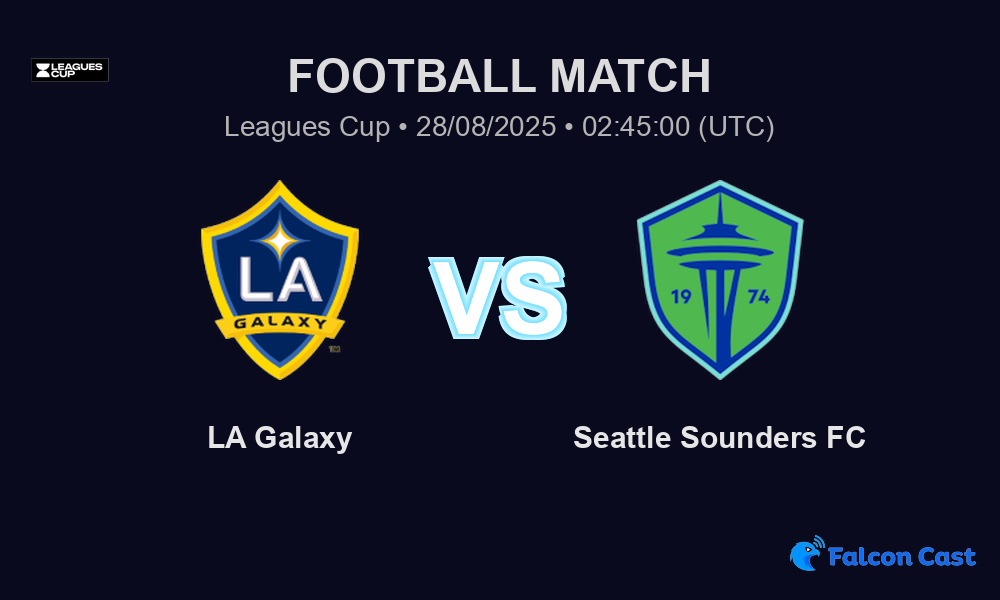 LEAGUES
CUP
FOOTBALL MATCH
Leagues Cup • 28/08/2025 • 02:45:00 (UTC)
LA
GALAXY
TM
VS
19 74
LA Galaxy
Seattle Sounders FC
Falcon Cast